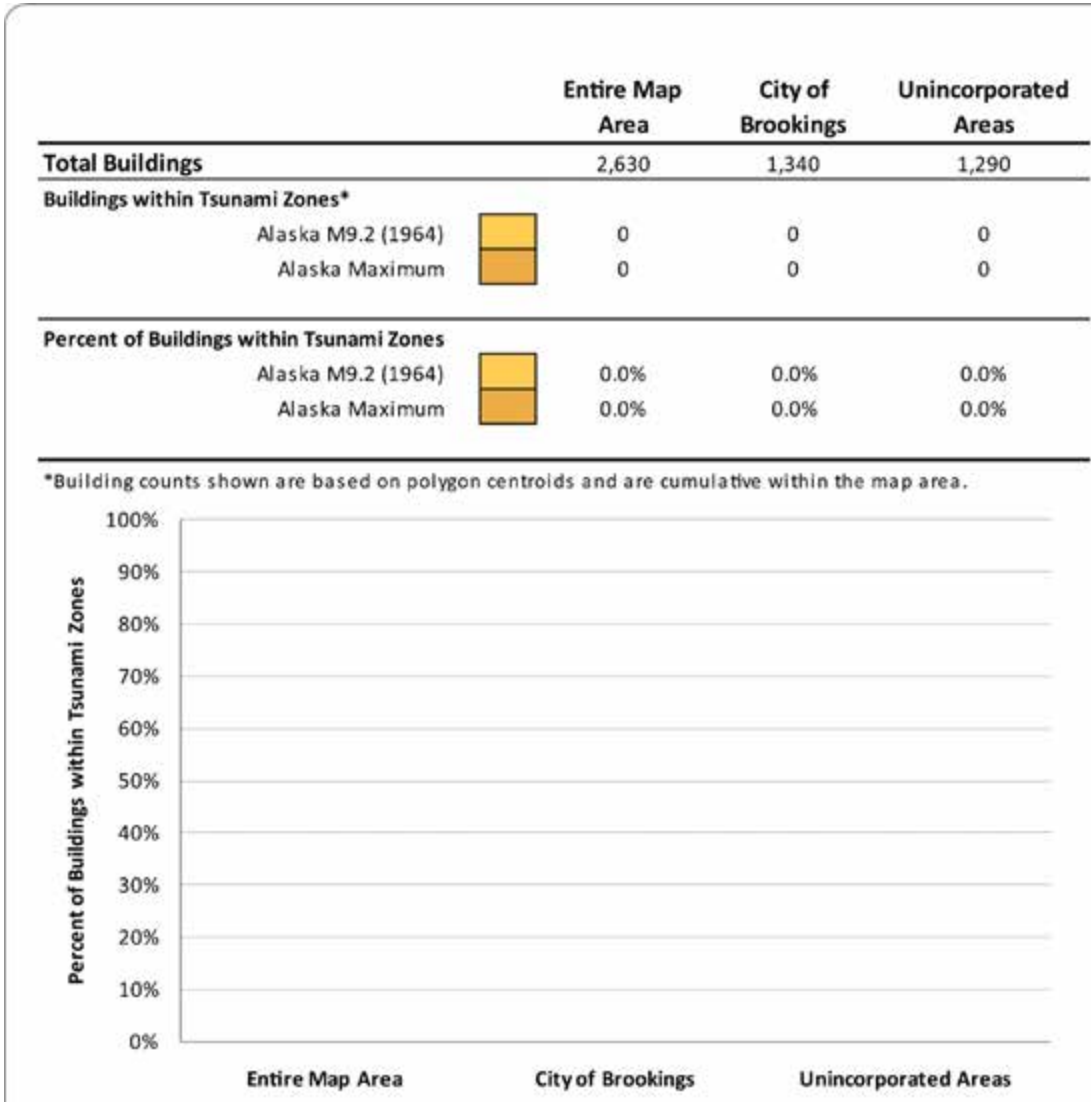 Entire Map Area City of Brookings Unincorporated Areas
Total Buildings 2,630 1,340 1,290
Buildings within Tsunami Zones*
Alaska M9.2 (1964) 0 0 0
Alaska Maximum 0 0 0
Percent of Buildings within Tsunami Zones
Alaska M9.2 (1964) 0.0% 0.0% 0.0%
Alaska Maximum 0.0% 0.0% 0.0%
*Building counts shown are based on polygon centroids and are cumulative within the map area.
Percent of Buildings within Tsunami Zones
100%
90%
80%
70%
60%
50%
40%
30%
20%
10%
0%
Entire Map Area City of Brookings Unincorporated Areas